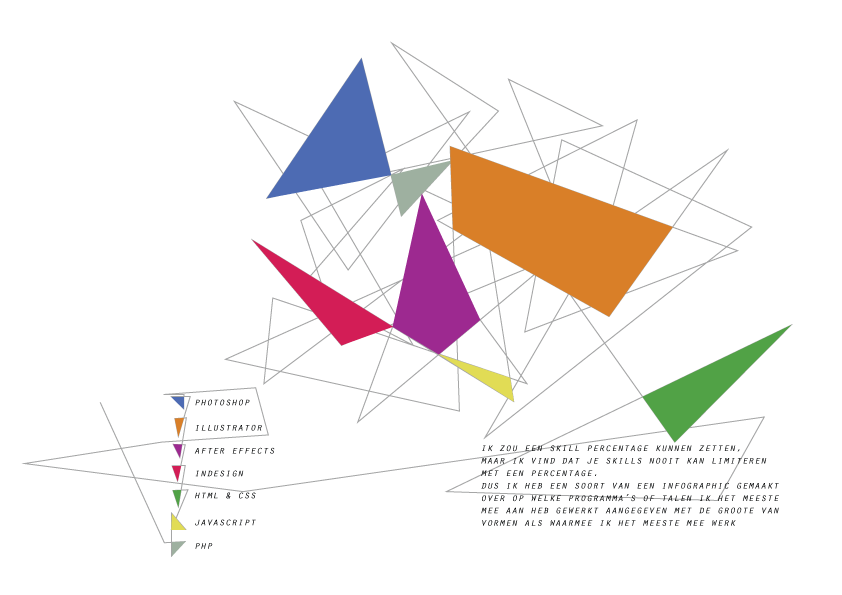 PHOTOSHOP
ILLUSTRATOR
AFTER EFFECTS
INDESIGN
HTML & CSS
JAVASCRIPT
PHP
IK ZOU EEN SKILL PERCENTAGE KUNNEN ZETTEN,
MAAR IK VIND DAT JE SKILLS NOOIT KAN LIMITEREN
MET EEN PERCENTAGE.
DUS IK HEB EEN SOORT VAN EEN INFOGRAPHIC GEMAAKT
OVER OP WELKE PROGRAMMA'S OF TALEN IK HET MEESTE
MEE AAN HEB GEWERKT AANGEGEVEN MET DE GROOTE VAN
VORMEN ALS WAARMEE IK HET MEESTE MEE WERK